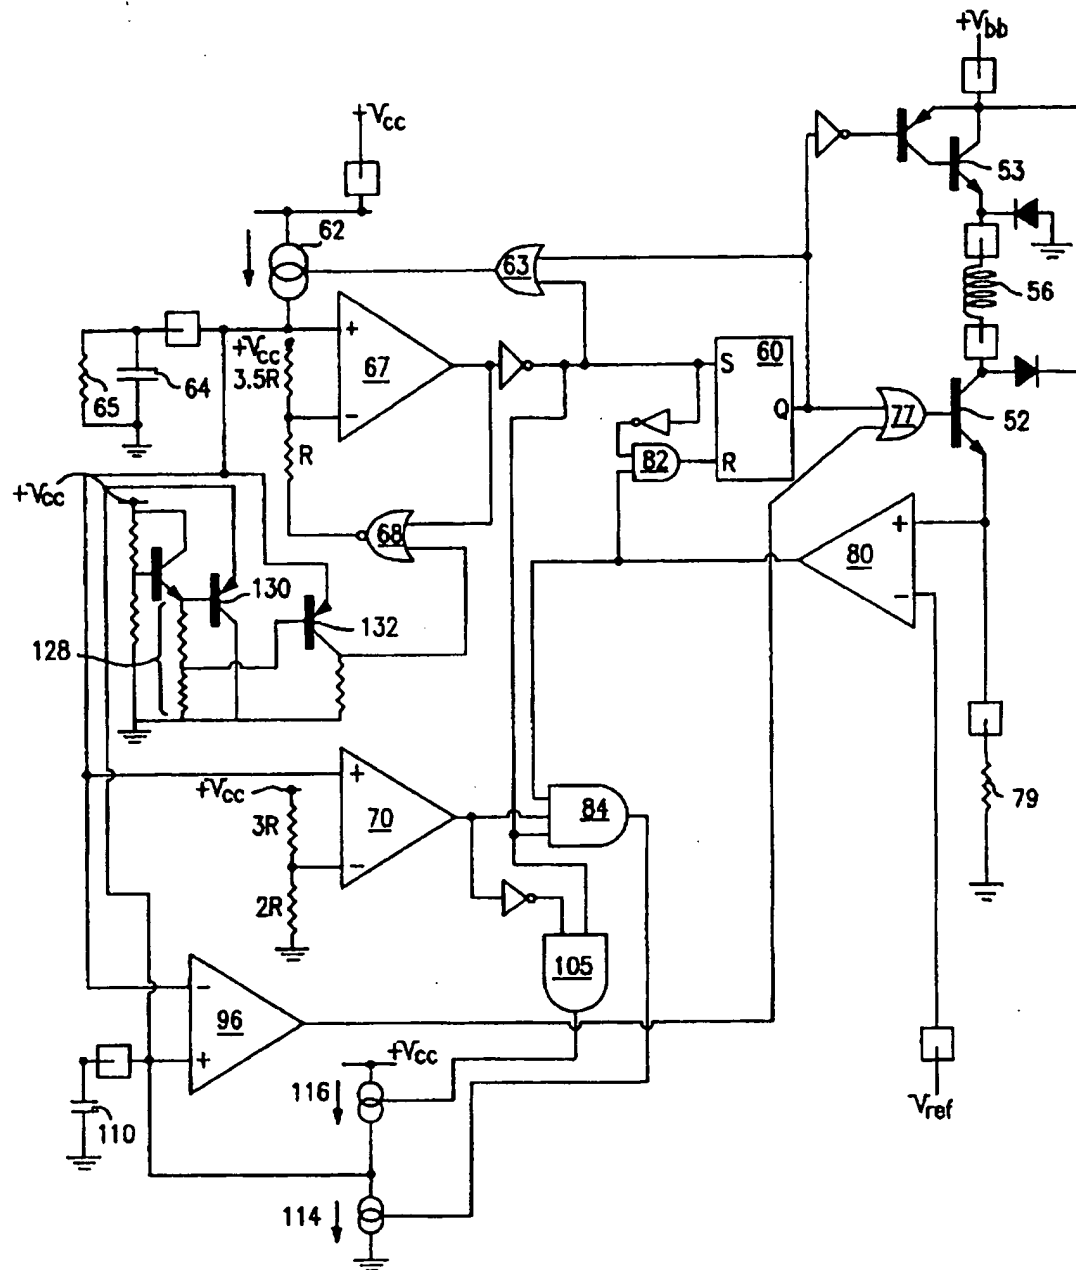 +Vbb
+Vcc
53
62
63
56
+
67
-
+Vcc
3.5R
64
65
R
S
60
Q
R
77
52
82
+Vcc
68
+
80
-
130
132
128
+Vcc
3R
+
70
-
2R
84
79
105
-
96
+
+Vcc
116
110
Vref
114